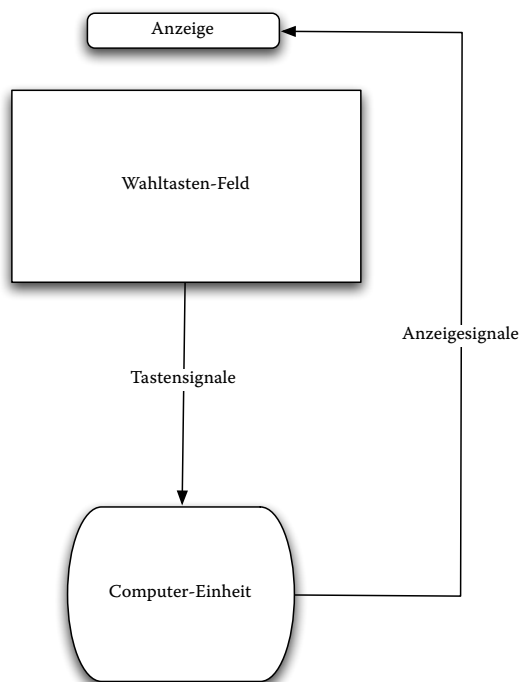 Anzeige
Wahltasten-Feld
Anzeigesignale
Tastensignale
Computer-Einheit